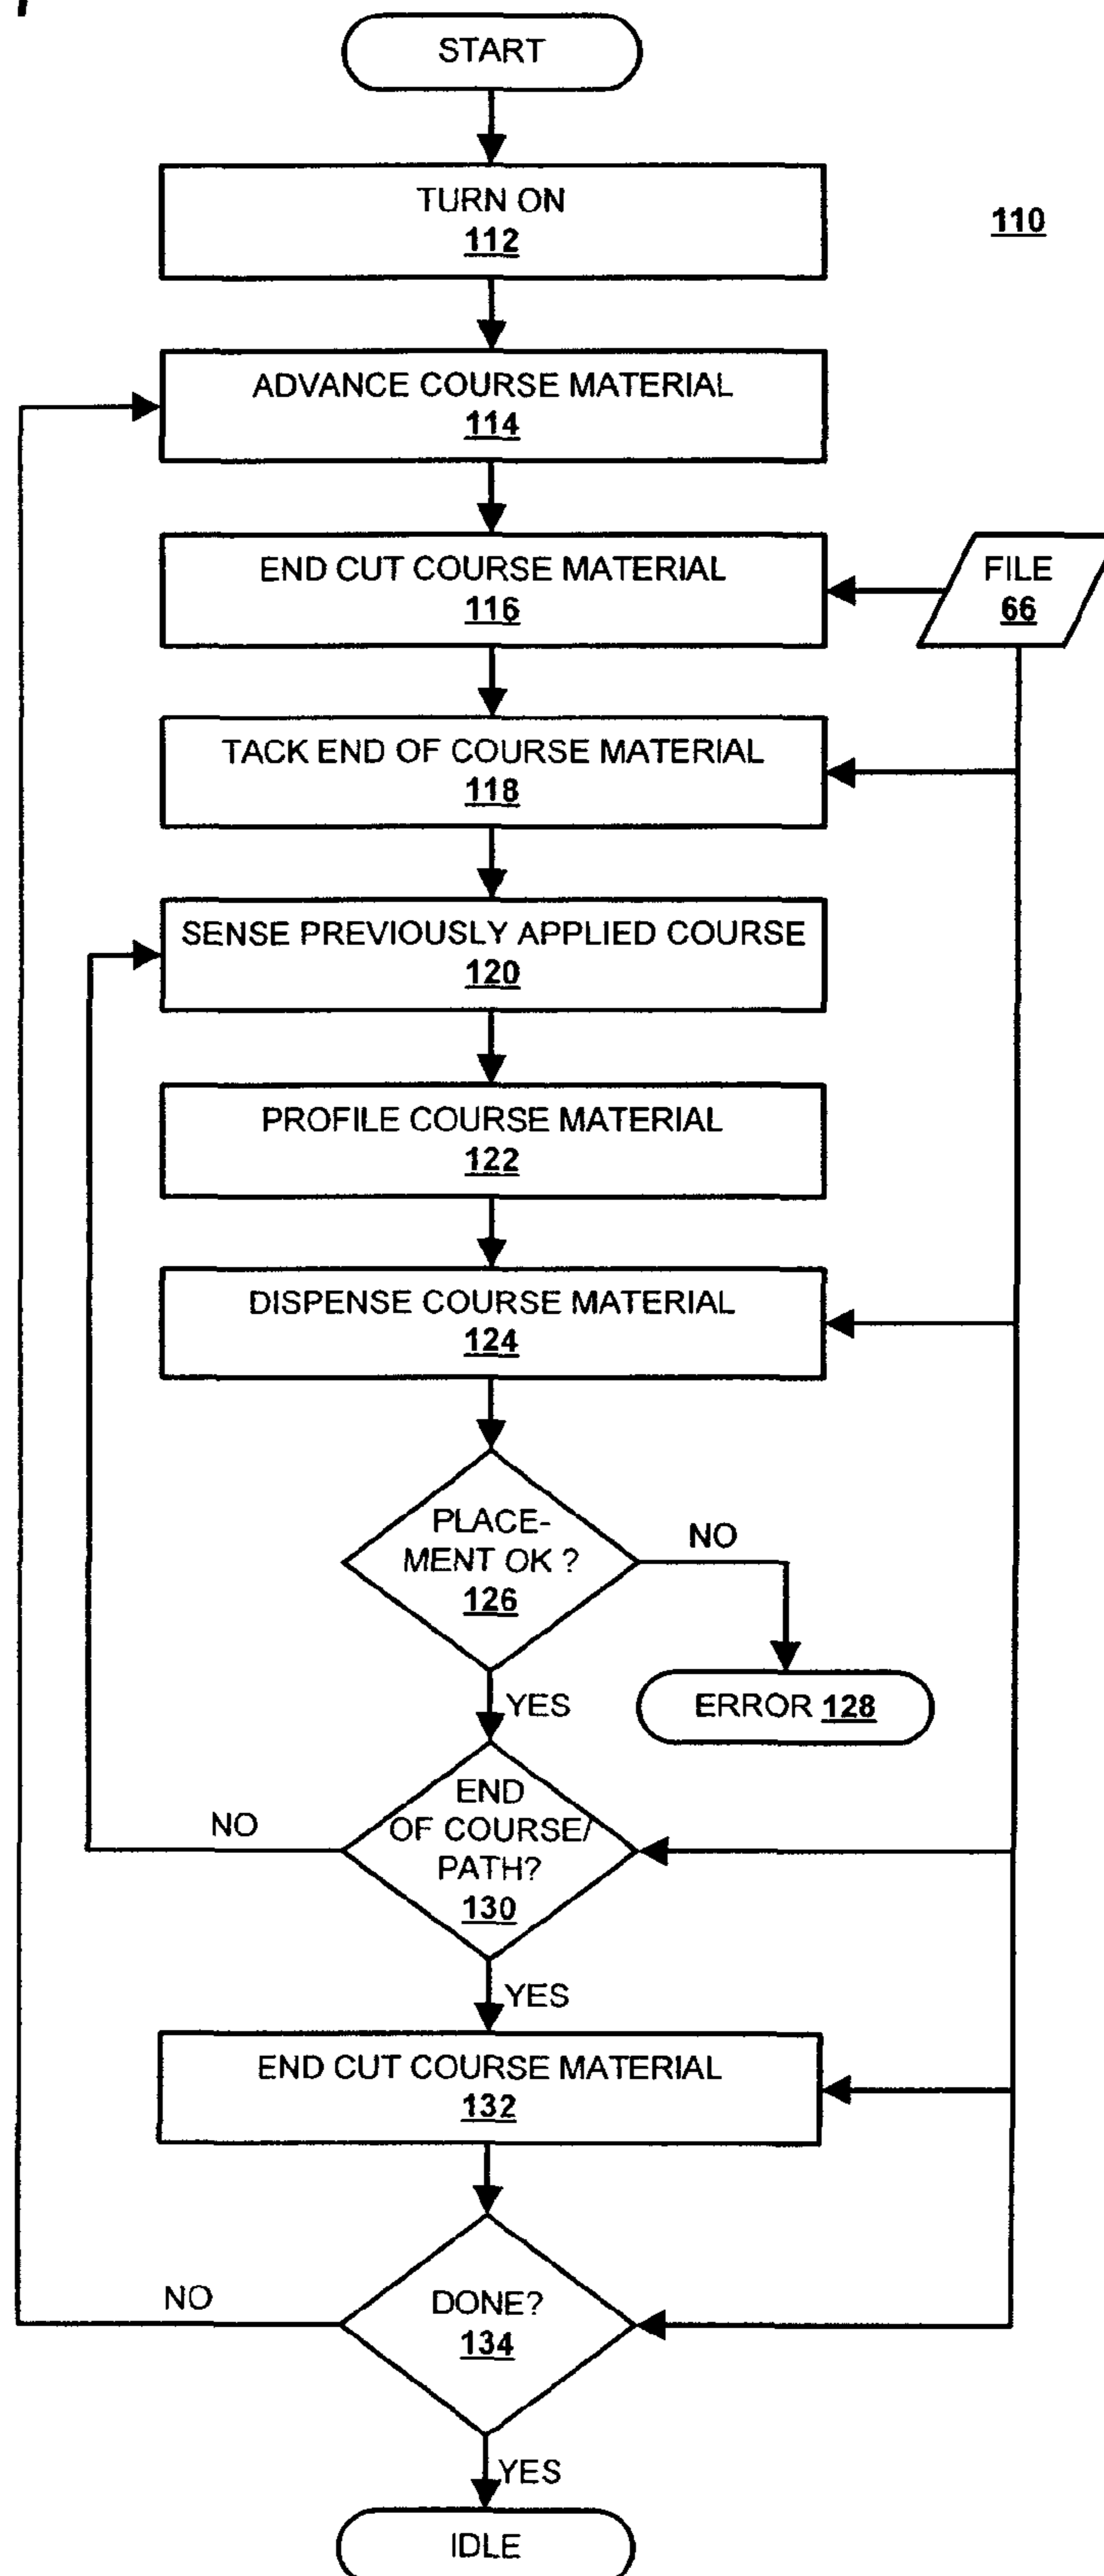 START
TURN ON
112
110
ADVANCE COURSE MATERIAL
114
END CUT COURSE MATERIAL
116
FILE
66
TACK END OF COURSE MATERIAL
118
SENSE PREVIOUSLY APPLIED COURSE
120
PROFILE COURSE MATERIAL
122
DISPENSE COURSE MATERIAL
124
PLACE-
MENT OK ?
126
NO
ERROR 128
YES
END
OF COURSE/
PATH?
130
NO
YES
END CUT COURSE MATERIAL
132
DONE?
134
NO
YES
IDLE